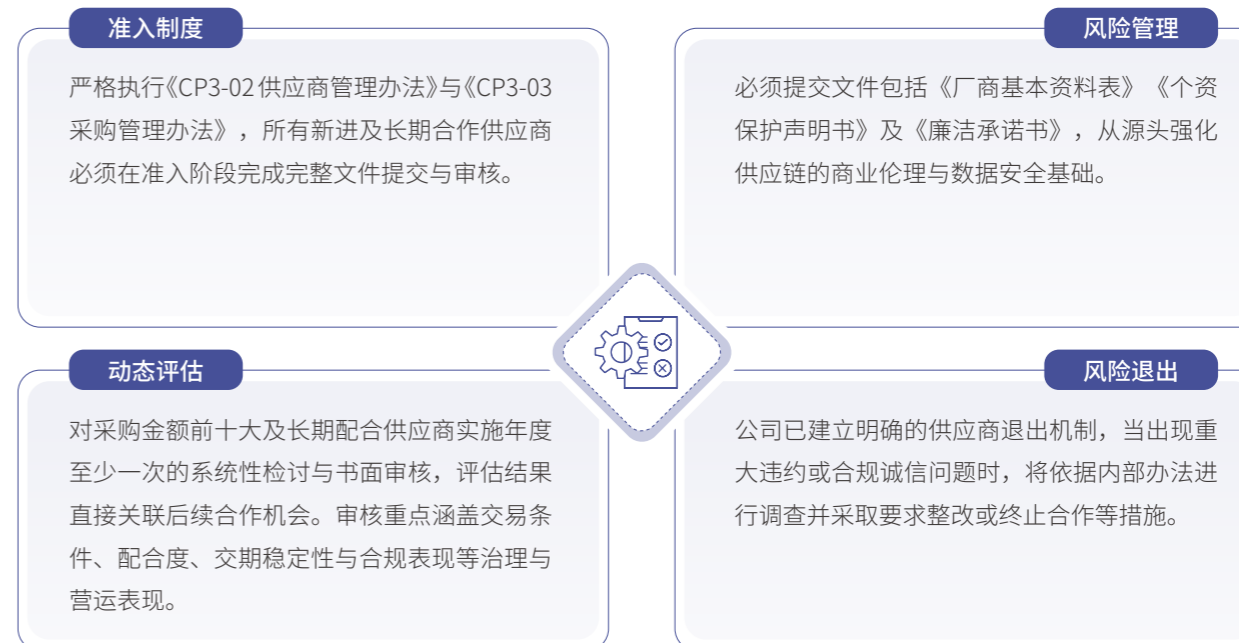 准入制度
严格执行《CP3-02供应商管理办法》与《CP3-03
采购管理办法》，所有新进及长期合作供应商
必须在准入阶段完成完整文件提交与审核。
风险管理
必须提交文件包括《厂商基本资料表》《个资
保护声明书》及《廉洁承诺书》，从源头强化
供应链的商业伦理与数据安全基础。
动态评估
对采购金额前十大及长期配合供应商实施年度
至少一次的系统性检讨与书面审核，评估结果
直接关联后续合作机会。审核重点涵盖交易条
件、配合度、交期稳定性与合规表现等治理与
营运表现。
风险退出
公司已建立明确的供应商退出机制，当出现重
大违约或合规诚信问题时，将依据内部办法进
行调查并采取要求整改或终止合作等措施。